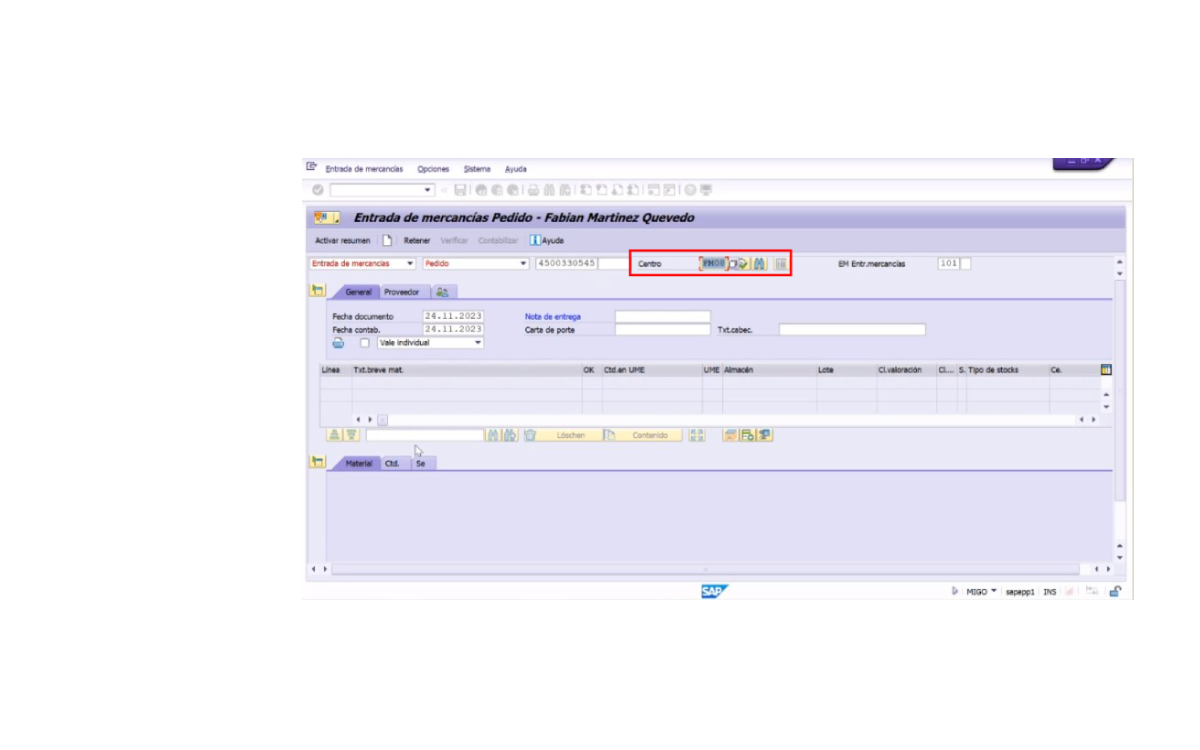 Entrada de mercancías Opciones Sistema Ayuda
Entrada de mercancías Pedido - Fabian Martinez Quevedo
Activar resumen Retener Verificar Contabilizar Ayuda
Entrada de mercancías Pedido 4500330545 Centro EM Entr.mercancías 101
General Proveedor
Fecha documento 24.11.2023 Nota de entrega
Fecha contab. 24.11.2023 Carta de porte Txt.cabec.
Vale individual
Línea Txt.breve mat. OK Ctd.en UME UME Almacén Lote Cl.valoración Cl.... S. Tipo de stocks Ce.
Löschen Contenido
Material Ctd. Se
SAP MIGO sapapp1 INS